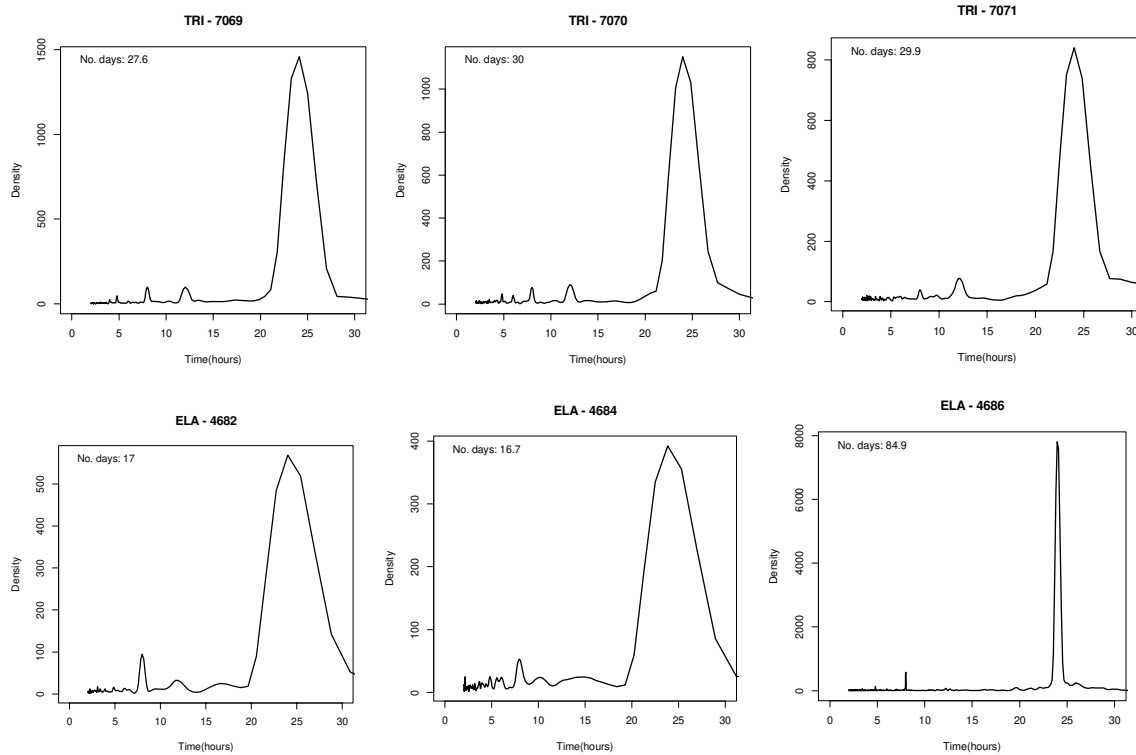 TRI - 7069
No. days: 27.6
Density
0
500
1000
1500
0 5 10 15 20 25 30
Time(hours)
TRI - 7070
No. days: 30
Density
0
200
400
600
800
1000
0 5 10 15 20 25 30
Time(hours)
TRI - 7071
No. days: 29.9
Density
0
200
400
600
800
0 5 10 15 20 25 30
Time(hours)
ELA - 4682
No. days: 17
Density
0
100
200
300
400
500
0 5 10 15 20 25 30
Time(hours)
ELA - 4684
No. days: 16.7
Density
0
100
200
300
400
0 5 10 15 20 25 30
Time(hours)
ELA - 4686
No. days: 84.9
Density
0
2000
4000
6000
8000
0 5 10 15 20 25 30
Time(hours)